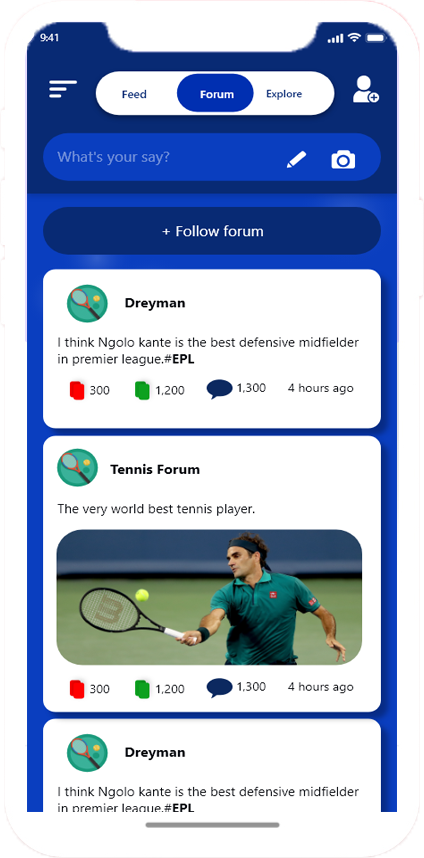 9:41
Feed
Forum
Explore
What's your say?
+ Follow forum
Dreyman
I think Ngolo kante is the best defensive midfielder
in premier league.#EPL
300
1,200
1,300
4 hours ago
Tennis Forum
The very world best tennis player.
W
300
1,200
1,300
4 hours ago
Dreyman
I think Ngolo kante is the best defensive midfielder
in premier league.#EPL